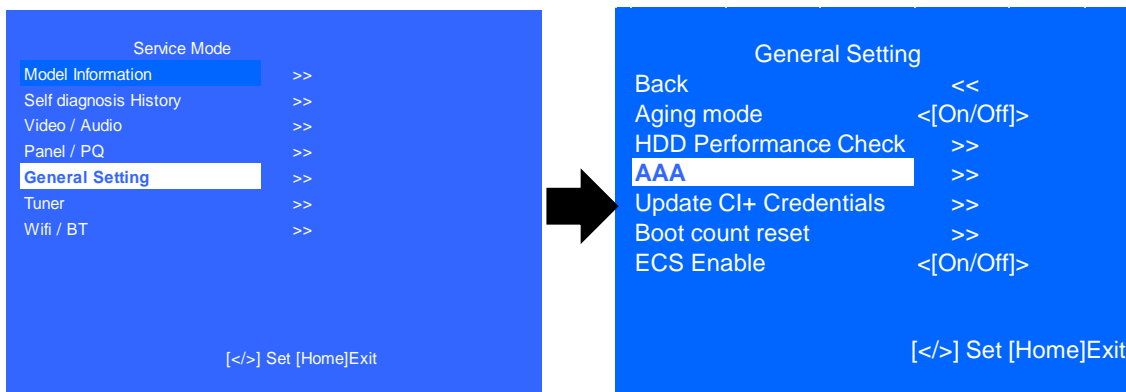 Service Mode
Model Information >>
Self diagnosis History >>
Video / Audio >>
Panel / PQ >>
General Setting >>
Tuner >>
Wifi / BT >>
[</>] Set [Home]Exit
General Setting
Back <<
Aging mode <[On/Off]>
HDD Performance Check >>
AAA >>
Update CI+ Credentials >>
Boot count reset >>
ECS Enable <[On/Off]>
[</>] Set [Home]Exit